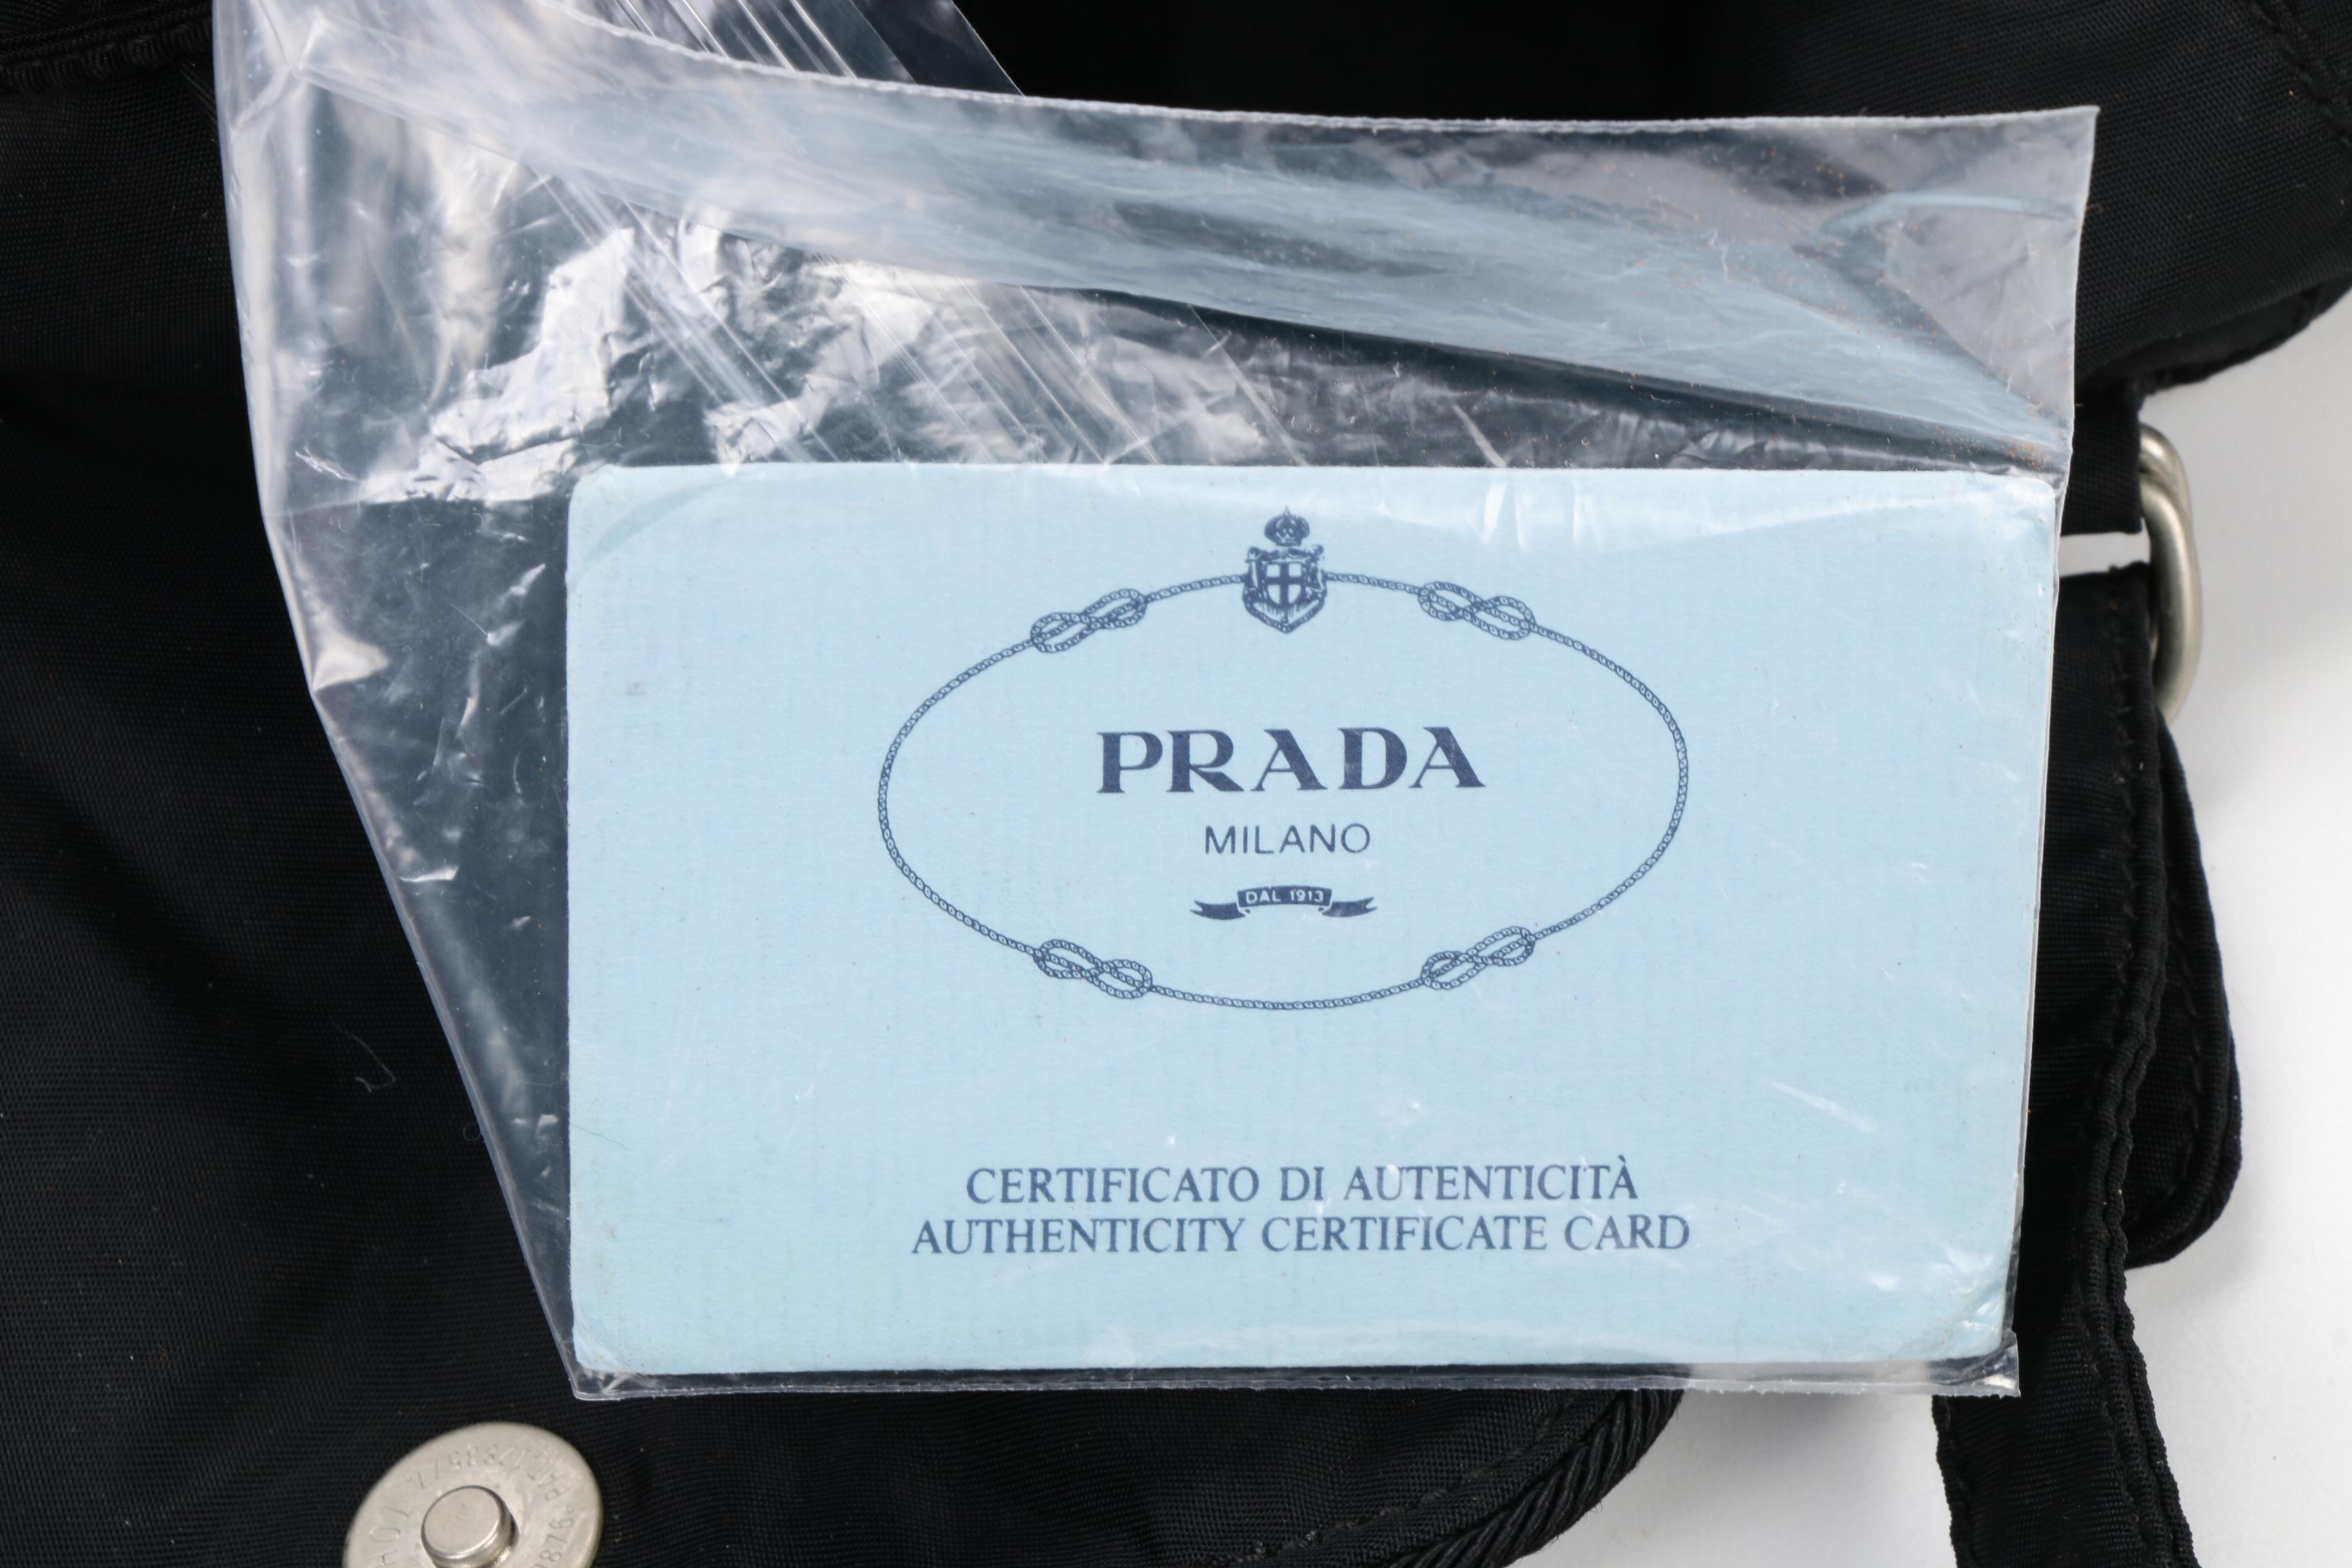 PRADA
MILANO
DAL 1913
CERTIFICATO DI AUTENTICITÀ
AUTHENTICITY CERTIFICATE CARD